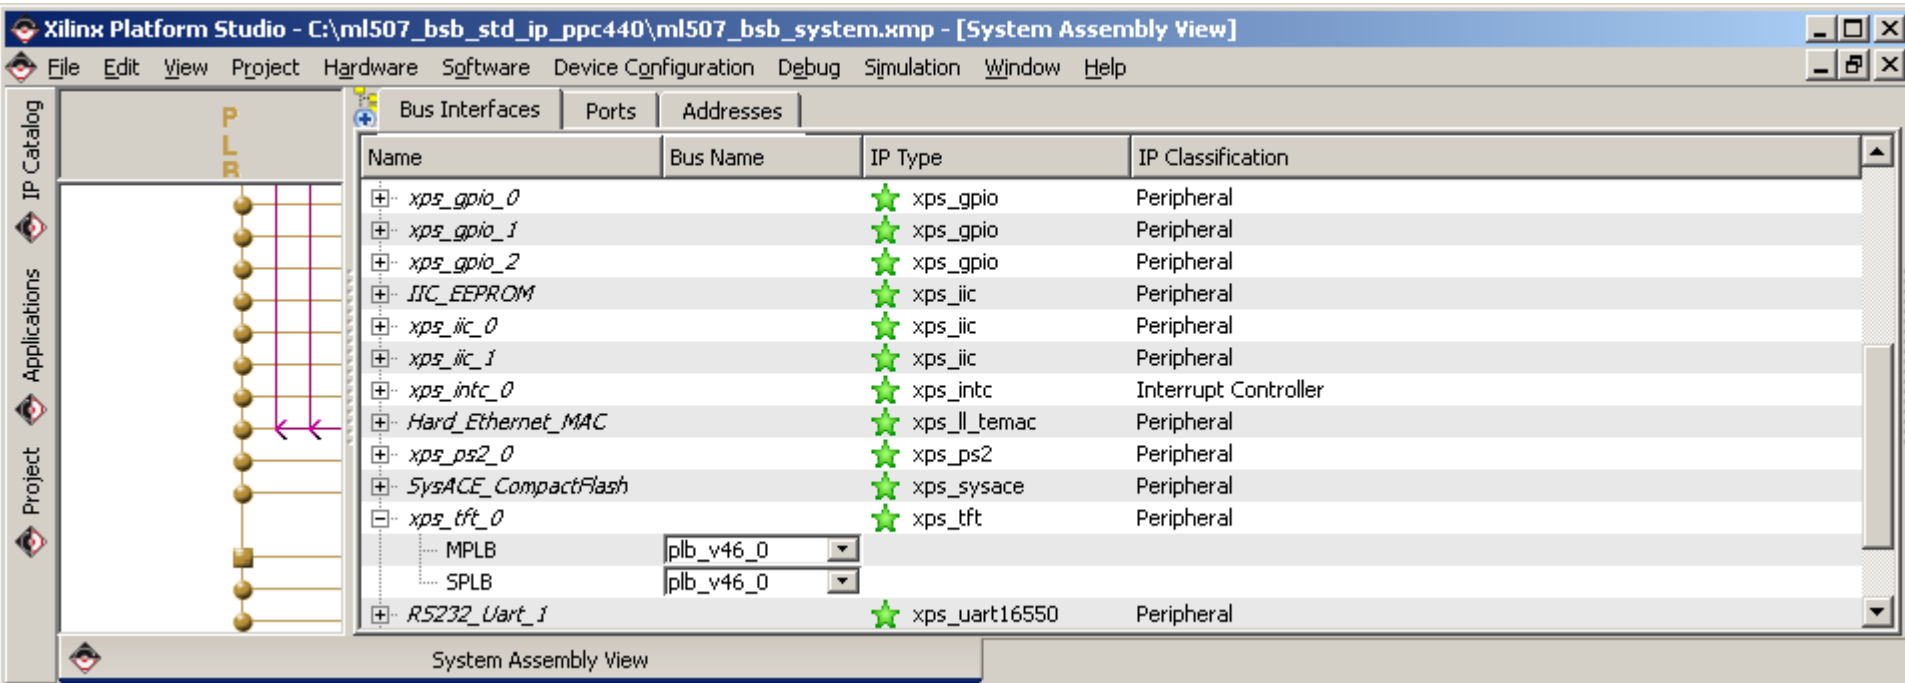 Xilinx Platform Studio - C:\ml507_bsb_std_ip_ppc440\ml507_bsb_system.xmp - [System Assembly View]
File Edit View Project Hardware Software Device Configuration Debug Simulation Window Help
IP Catalog
Applications
Project
P
L
B
Bus Interfaces Ports Addresses
Name Bus Name IP Type IP Classification
xps_gpio_0 xps_gpio Peripheral
xps_gpio_1 xps_gpio Peripheral
xps_gpio_2 xps_gpio Peripheral
IIC_EEPROM xps_iic Peripheral
xps_iic_0 xps_iic Peripheral
xps_iic_1 xps_iic Peripheral
xps_intc_0 xps_intc Interrupt Controller
Hard_Ethernet_MAC xps_ll_temac Peripheral
xps_ps2_0 xps_ps2 Peripheral
SysACE_CompactFlash xps_sysace Peripheral
xps_tft_0 xps_tft Peripheral
MPLB plb_v46_0
SPLB plb_v46_0
RS232_Uart_1 xps_uart16550 Peripheral
System Assembly View